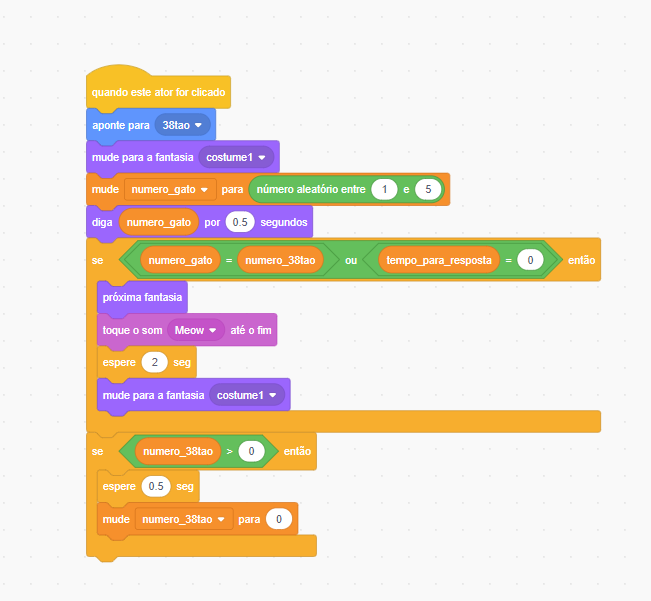 quando este ator for clicado
aponte para 38tao
mude para a fantasia costume1
mude numero_gato para número aleatório entre 1 e 5
diga numero_gato por 0.5 segundos
se numero_gato = numero_38tao ou tempo_para_resposta = 0 então
próxima fantasia
toque o som Meow até o fim
espere 2 seg
mude para a fantasia costume1
se numero_38tao > 0 então
espere 0.5 seg
mude numero_38tao para 0